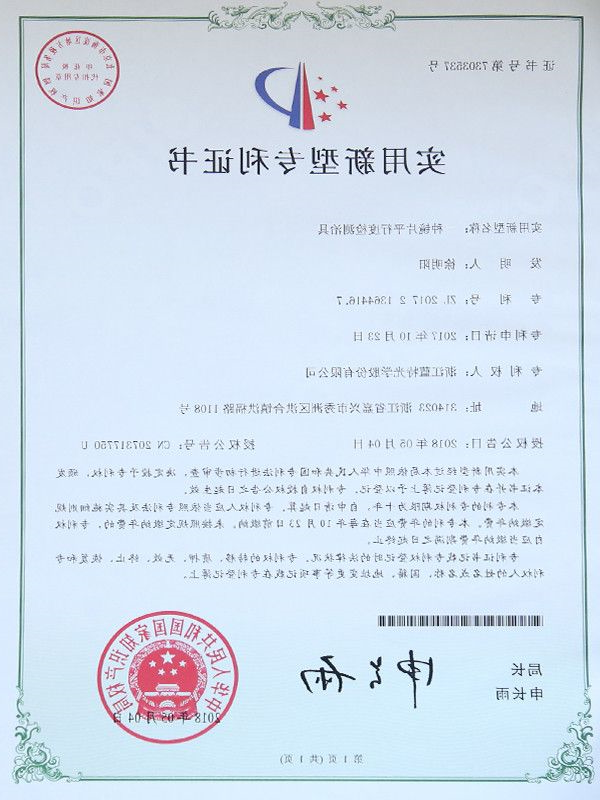 证书号第7303537号
实用新型专利证书
实用新型名称：一种镜片平行度检测治具
发 明 人：徐明阳
专 利 号：ZL 2017 2 1364416.7
专利申请日：2017年10月23日
专 利 权 人：浙江蓝特光学股份有限公司
地 址：314023 浙江省嘉兴市秀洲区洪合镇洪福路1108号
授权公告日：2018年05月04日 授权公告号：CN 207317750 U
本实用新型经过本局依照中华人民共和国专利法进行初步审查，决定授予专利权，颁发
本证书并在专利登记簿上予以登记。专利权自授权公告之日起生效。
本专利的专利权期限为十年，自申请日起算。专利权人应当依照专利法及其实施细则规
定缴纳年费。本专利的年费应当在每年10月23日前缴纳。未按照规定缴纳年费的，专利权
自应当缴纳年费期满之日起终止。
专利证书记载专利权登记时的法律状况。专利权的转移、质押、无效、终止、恢复和专
利权人的姓名或名称、国籍、地址变更等事项记载在专利登记簿上。
局长
申长雨
申长雨
中华人民共和国国家知识产权局
2018年05月04日
第1页（共1页）